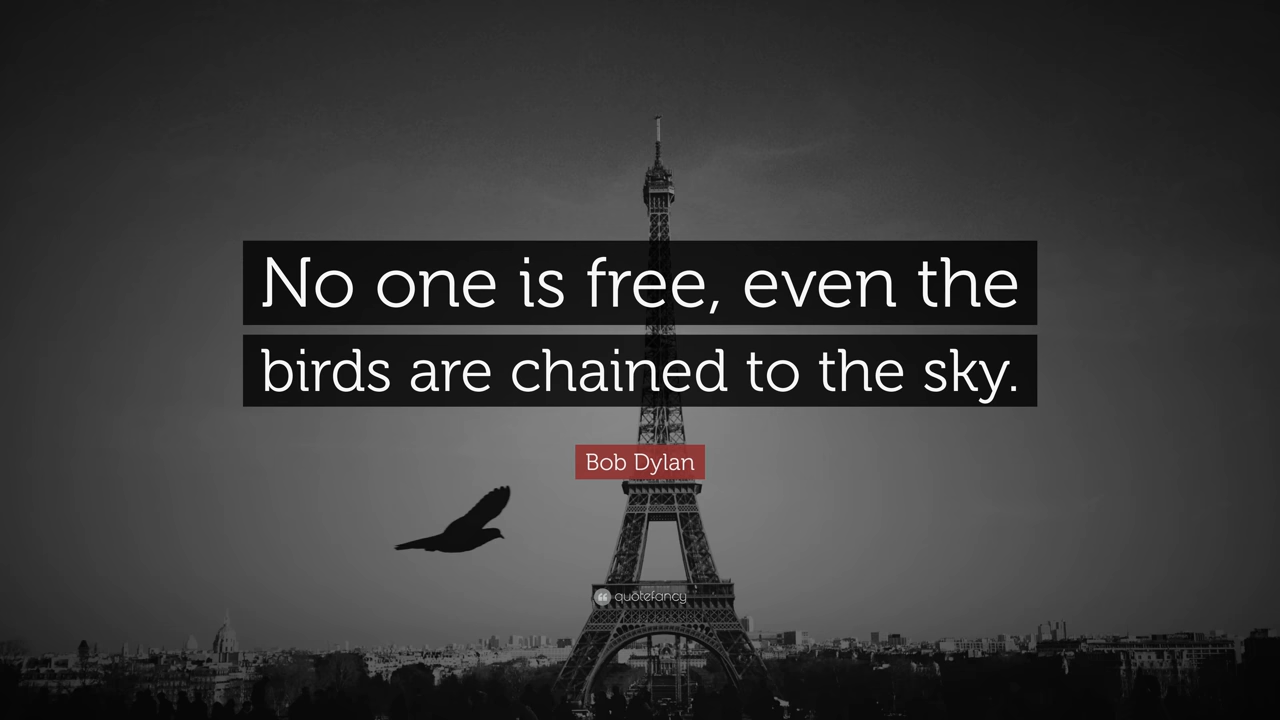 No one is free, even the
birds are chained to the sky.
Bob Dylan
quotefancy